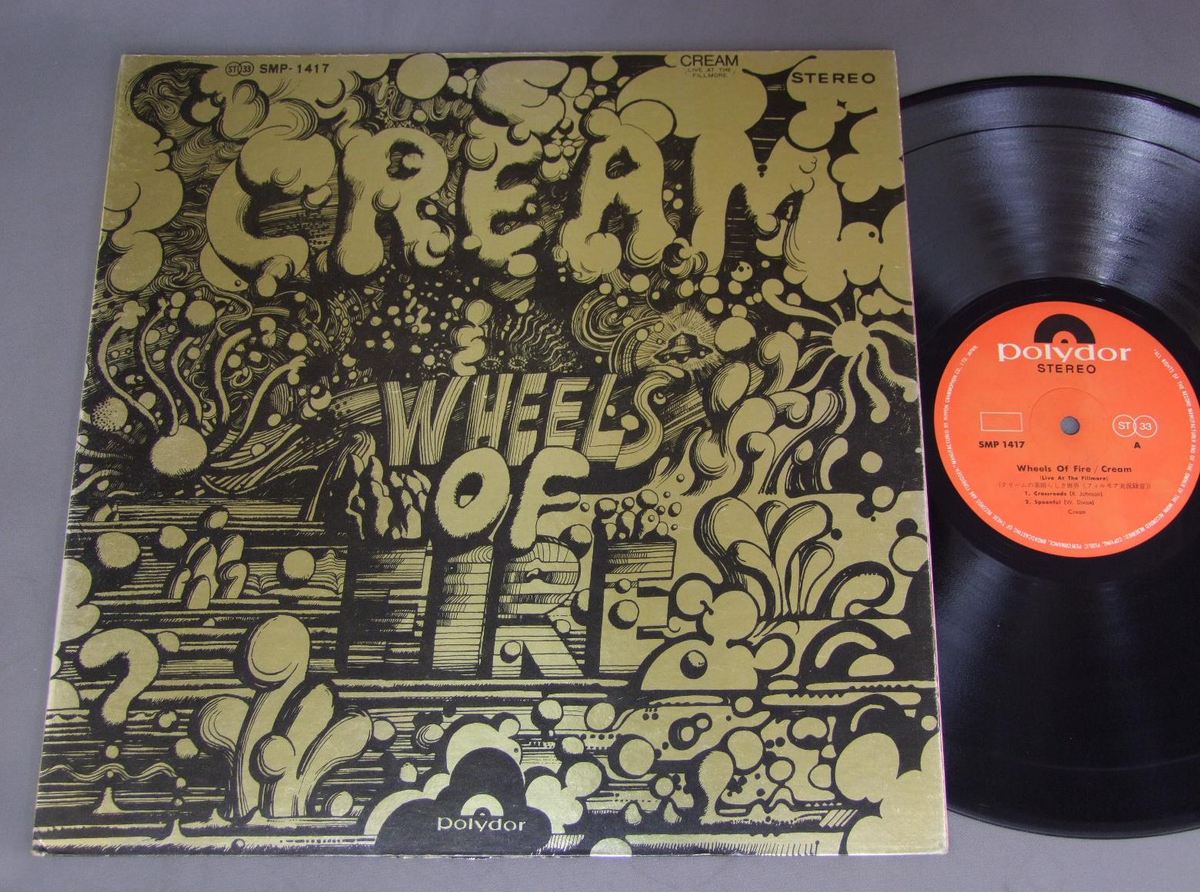 ST 33 SMP-1417
CREAM
LIVE AT THE
FILLMORE
STEREO
CREAM
WHEELS
OF
FIRE
polydor
polydor
STEREO
ST 33
SMP 1417
A
Wheels Of Fire / Cream
(Live At The Fillmore)
1. Crossroads (R. Johnson)
2. Spoonful (W. Dixon)
Cream